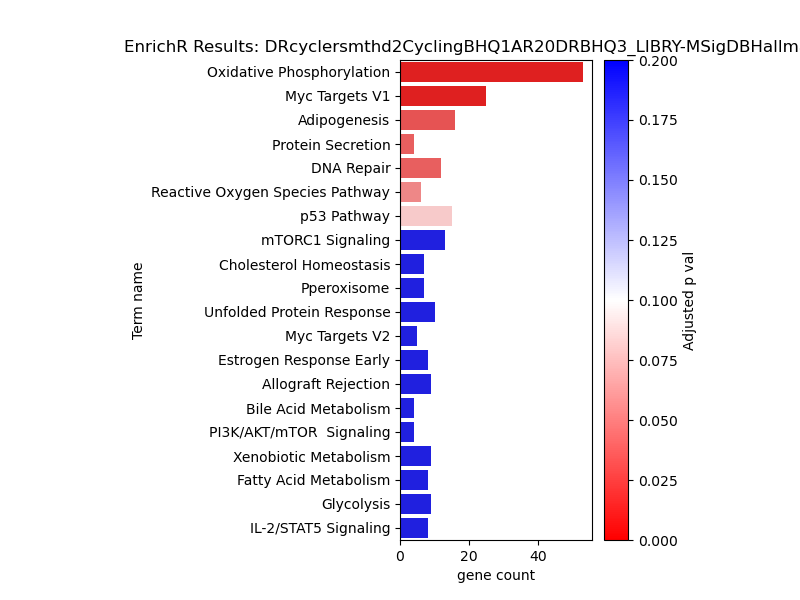 EnrichR Results: DRcyclersmthd2CyclingBHQ1AR20DRBHQ3_LIBRY-MSigDBHallm
Oxidative Phosphorylation
Myc Targets V1
Adipogenesis
Protein Secretion
DNA Repair
Reactive Oxygen Species Pathway
p53 Pathway
mTORC1 Signaling
Cholesterol Homeostasis
Pperoxisome
Unfolded Protein Response
Myc Targets V2
Estrogen Response Early
Allograft Rejection
Bile Acid Metabolism
PI3K/AKT/mTOR  Signaling
Xenobiotic Metabolism
Fatty Acid Metabolism
Glycolysis
IL-2/STAT5 Signaling
Term name
0 20 40
gene count
0.200
0.175
0.150
0.125
0.100
0.075
0.050
0.025
0.000
Adjusted p val